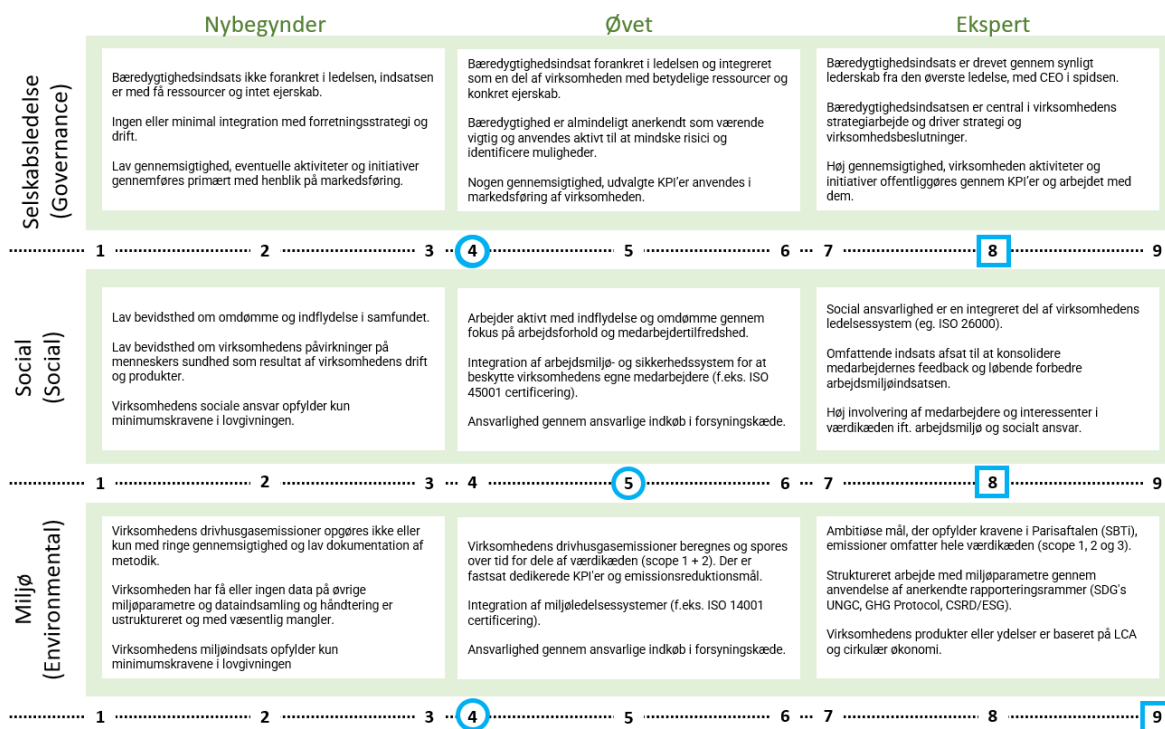 Nybegynder
Øvet
Ekspert
Selskabsledelse
(Governance)
Bæredygtighedsindsats ikke forankret i ledelsen, indsatsen
er med få ressourcer og intet ejerskab.
Ingen eller minimal integration med forretningsstrategi og
drift.
Lav gennemsigtighed, eventuelle aktiviteter og initiativer
gennemføres primært med henblik på markedsføring.
Bæredygtighedsindsat forankret i ledelsen og integreret
som en del af virksomheden med betydelige ressourcer og
konkret ejerskab.
Bæredygtighed er almindeligt anerkendt som værende
vigtig og anvendes aktivt til at mindske risici og
identificere muligheder.
Nogen gennemsigtighed, udvalgte KPI'er anvendes i
markedsføring af virksomheden.
Bæredygtighedsindsats er drevet gennem synligt
lederskab fra den øverste ledelse, med CEO i spidsen.
Bæredygtighedsindsatsen er central i virksomhedens
strategiarbejde og driver strategi og
virksomhedsbeslutninger.
Høj gennemsigtighed, virksomheden aktiviteter og
initiativer offentliggøres gennem KPI'er og arbejdet med
dem.
1 2 3 4 5 6 7 8 9
Social
(Social)
Lav bevidsthed om omdømme og indflydelse i samfundet.
Lav bevidsthed om virksomhedens påvirkninger på
menneskers sundhed som resultat af virksomhedens drift
og produkter.
Virksomhedens sociale ansvar opfylder kun
minimumskravene i lovgivningen.
Arbejder aktivt med indflydelse og omdømme gennem
fokus på arbejdsforhold og medarbejdertilfredshed.
Integration af arbejdsmiljø- og sikkerhedssystem for at
beskytte virksomhedens egne medarbejdere (f.eks. ISO
45001 certificering).
Ansvarlighed gennem ansvarlige indkøb i forsyningskæde.
Social ansvarlighed er en integreret del af virksomhedens
ledelsessystem (eg. ISO 26000).
Omfattende indsats afsat til at konsolidere
medarbejdernes feedback og løbende forbedre
arbejdsmiljøindsatsen.
Høj involvering af medarbejdere og interessenter i
værdikæden ift. arbejdsmiljø og socialt ansvar.
1 2 3 4 5 6 7 8 9
Miljø
(Environmental)
Virksomhedens drivhusgasemissioner opgøres ikke eller
kun med ringe gennemsigtighed og lav dokumentation af
metodik.
Virksomheden har få eller ingen data på øvrige
miljøparametre og dataindsamling og håndtering er
ustruktureret og med væsentlig mangler.
Virksomhedens miljøindsats opfylder kun
minimumskravene i lovgivningen
Virksomhedens drivhusgasemissioner beregnes og spores
over tid for dele af værdikæden (scope 1 + 2). Der er
fastsat dedikerede KPI'er og emissionsreduktionsmål.
Integration af miljøledelsessystemer (f.eks. ISO 14001
certificering).
Ansvarlighed gennem ansvarlige indkøb i forsyningskæde.
Ambitiøse mål, der opfylder kravene i Parisaftalen (SBTi),
emissioner omfatter hele værdikæden (scope 1, 2 og 3).
Struktureret arbejde med miljøparametre gennem
anvendelse af anerkendte rapporteringsrammer (SDG's
UNGC, GHG Protocol, CSRD/ESG).
Virksomhedens produkter eller ydelser er baseret på LCA
og cirkulær økonomi.
1 2 3 4 5 6 7 8 9